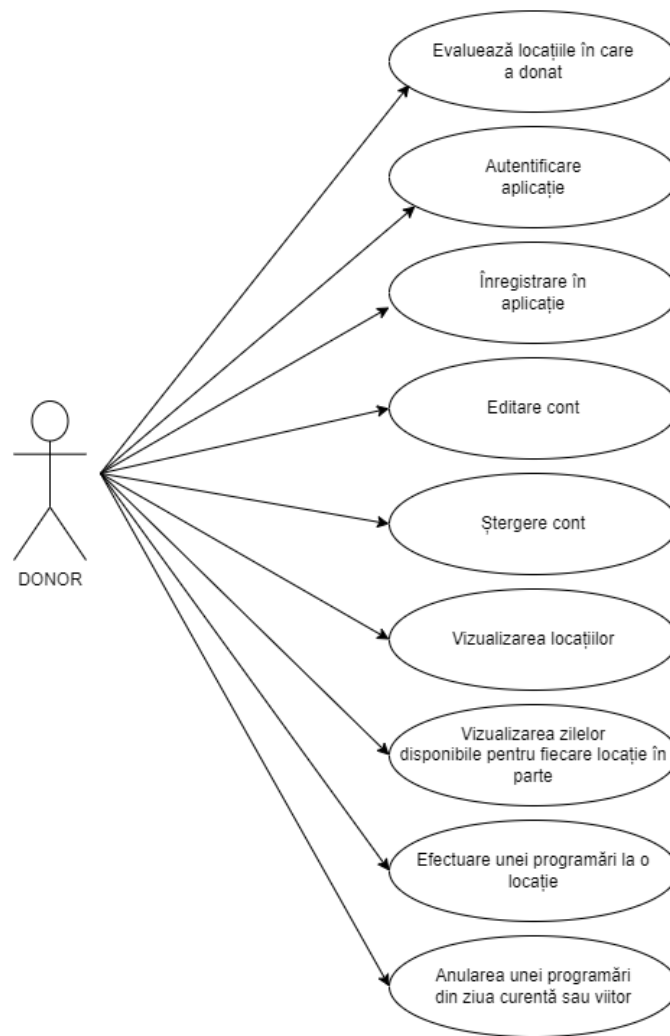 Evaluează locațiile în care
a donat
Autentificare
aplicație
Înregistrare în
aplicație
Editare cont
Ștergere cont
DONOR
Vizualizarea locațiilor
Vizualizarea zilelor
disponibile pentru fiecare locație în
parte
Efectuare unei programări la o
locație
Anularea unei programări
din ziua curentă sau viitor